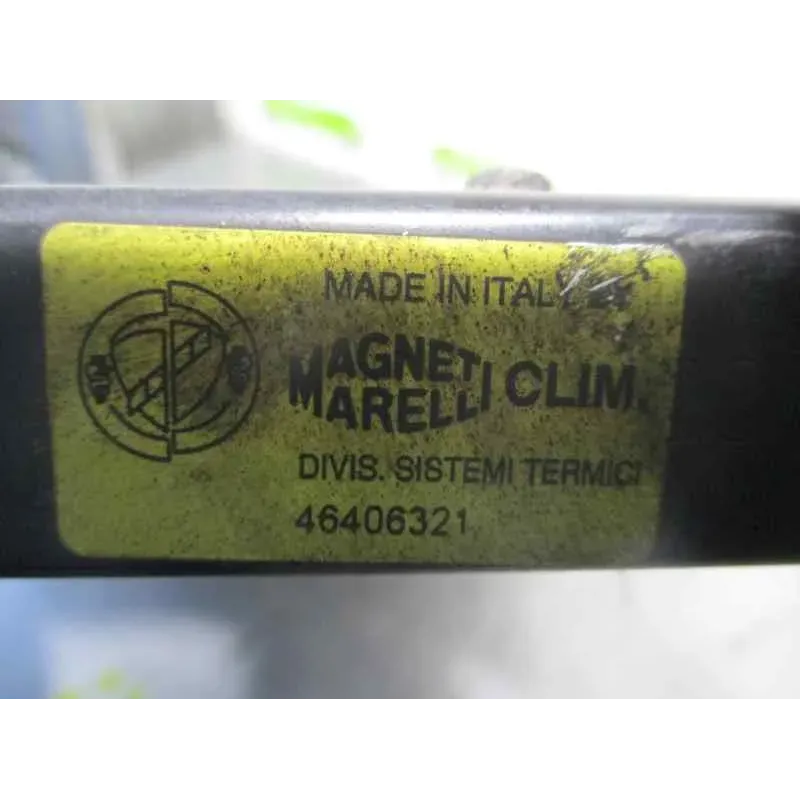 MADE IN ITALY
MAGNETI MARELLI CLIM.
DIVIS. SISTEMI TERMICI
46406321